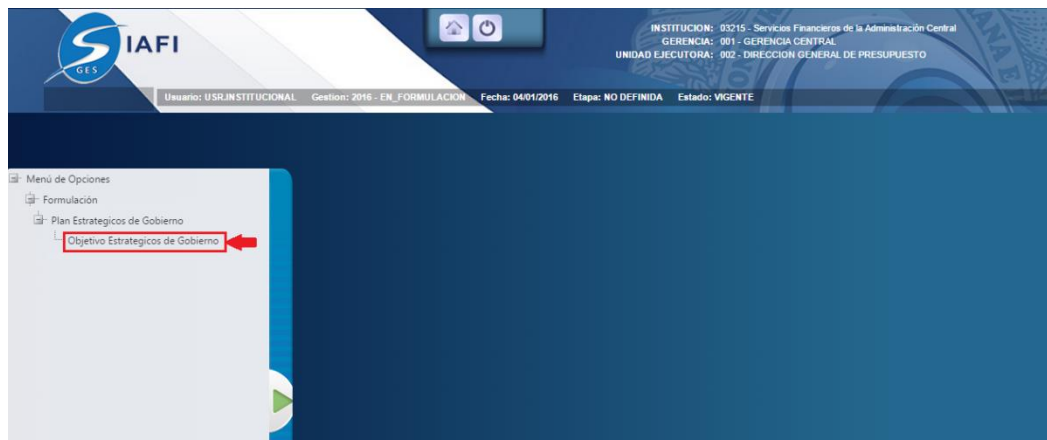 SIAFI
GES
INSTITUCION: 03215 - Servicios Financieros de la Administración Central
GERENCIA: 001 - GERENCIA CENTRAL
UNIDAD EJECUTORA: 002 - DIRECCION GENERAL DE PRESUPUESTO
Usuario: USR.INSTITUCIONAL Gestion: 2016 - EN_FORMULACION Fecha: 04/01/2016 Etapa: NO DEFINIDA Estado: VIGENTE
Menú de Opciones
Formulación
Plan Estrategicos de Gobierno
Objetivo Estrategicos de Gobierno